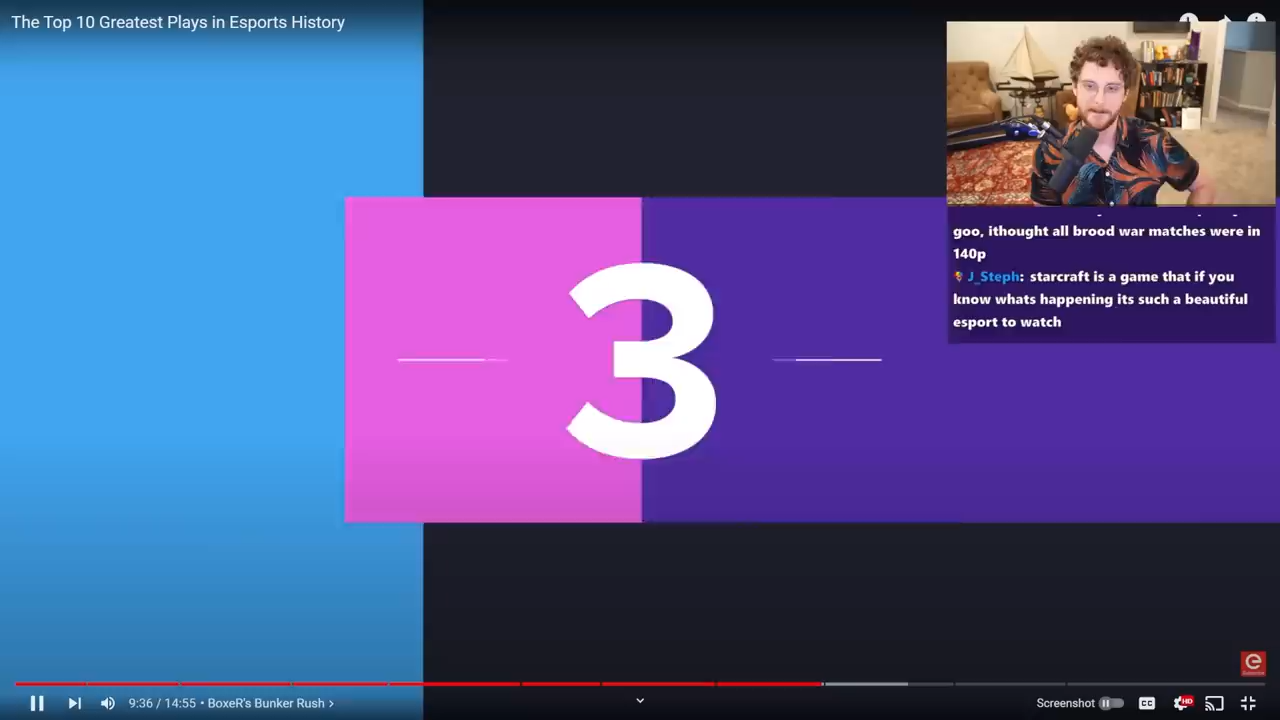 The Top 10 Greatest Plays in Esports History
goo, ithought all brood war matches were in
140p
J_Steph: starcraft is a game that if you
know whats happening its such a beautiful
esport to watch
3
9:36 / 14:55 • BoxeR's Bunker Rush >
Screenshot
CC
HD